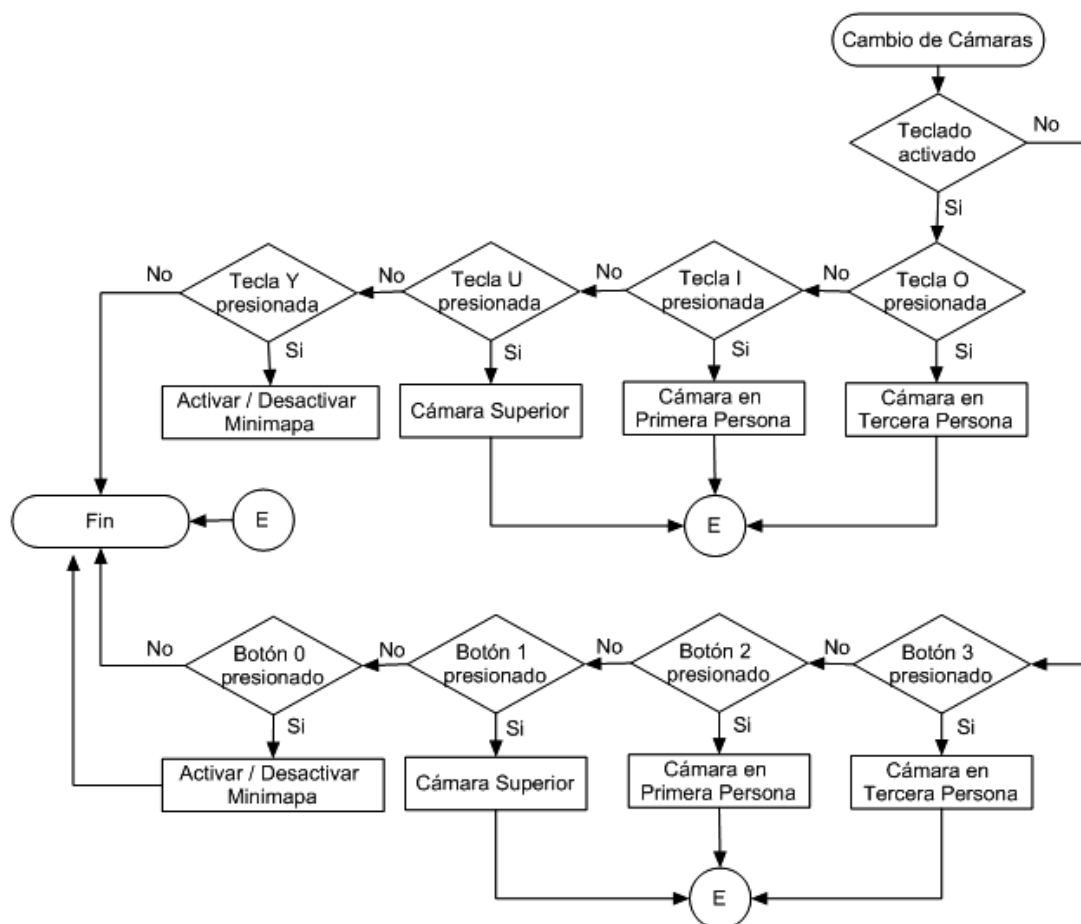 Cambio de Cámaras
Teclado
activado
No
Si
Tecla O
presionada
No
Tecla I
presionada
No
Tecla U
presionada
No
Tecla Y
presionada
No
Si
Si
Si
Si
Activar / Desactivar
Minimapa
Cámara Superior
Cámara en
Primera Persona
Cámara en
Tercera Persona
Fin
E
E
Botón 3
presionado
No
Botón 2
presionado
No
Botón 1
presionado
No
Botón 0
presionado
No
Si
Si
Si
Si
Activar / Desactivar
Minimapa
Cámara Superior
Cámara en
Primera Persona
Cámara en
Tercera Persona
E